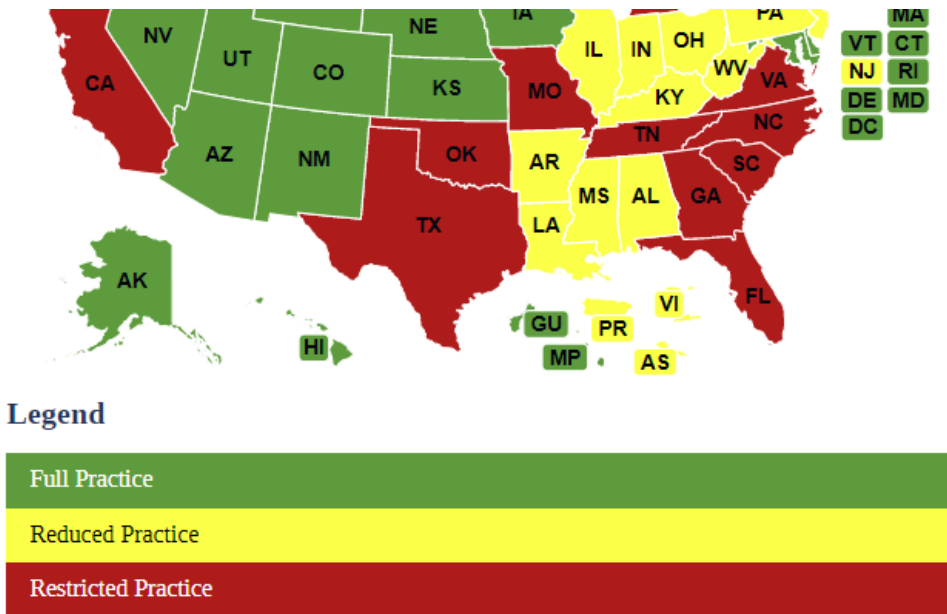 IA
PA
MA
NV
NE
IL
IN
OH
VT
CT
UT
CO
WV
NJ
RI
CA
KS
MO
KY
VA
DE
MD
NC
DC
TN
AZ
NM
OK
AR
SC
MS
AL
GA
TX
LA
AK
FL
VI
GU
PR
HI
MP
AS
Legend
Full Practice
Reduced Practice
Restricted Practice